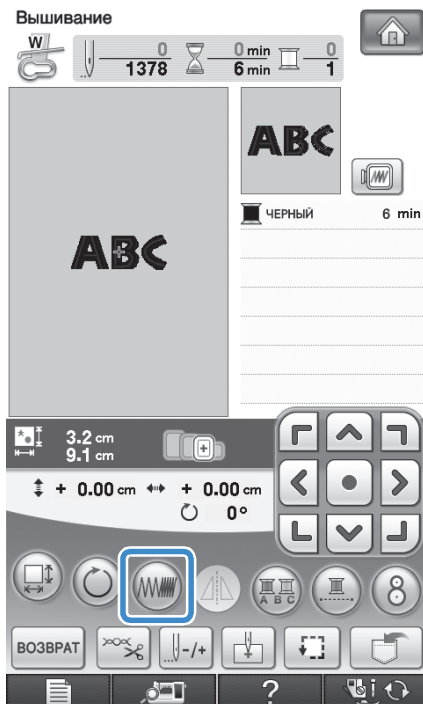 Вышивание
W
0 0 min 0
1378 6 min 1
ABC
ABC
ЧЕРНЫЙ 6 min
3.2 cm
9.1 cm
+ 0.00 cm + 0.00 cm
0°
A B C
8
ВОЗВРАТ -/+
? i